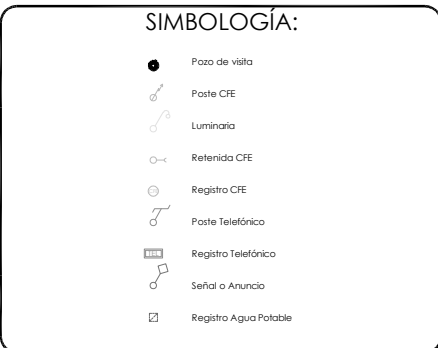 SIMBOLOGÍA:
Pozo de visita
Poste CFE
Luminaria
Retenida CFE
Registro CFE
Poste Telefónico
TEL
Registro Telefónico
Señal o Anuncio
Registro Agua Potable